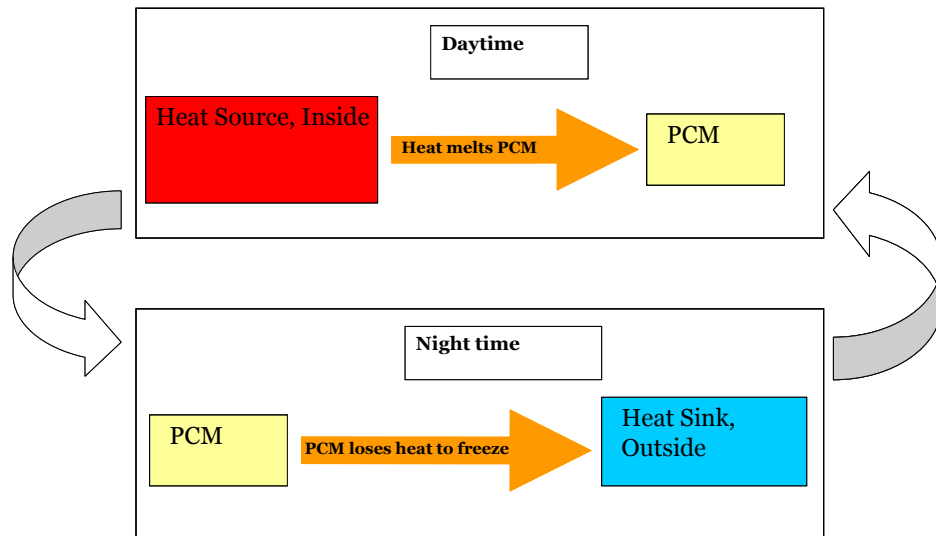 Daytime
Heat Source, Inside
Heat melts PCM
PCM
Night time
PCM
PCM loses heat to freeze
Heat Sink,
Outside